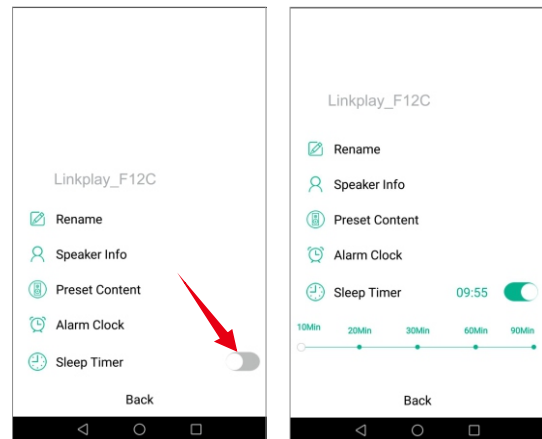 Linkplay_F12C
Rename
Speaker Info
Preset Content
Alarm Clock
Sleep Timer
Back
Linkplay_F12C
Rename
Speaker Info
Preset Content
Alarm Clock
Sleep Timer 09:55
10Min 20Min 30Min 60Min 90Min
Back